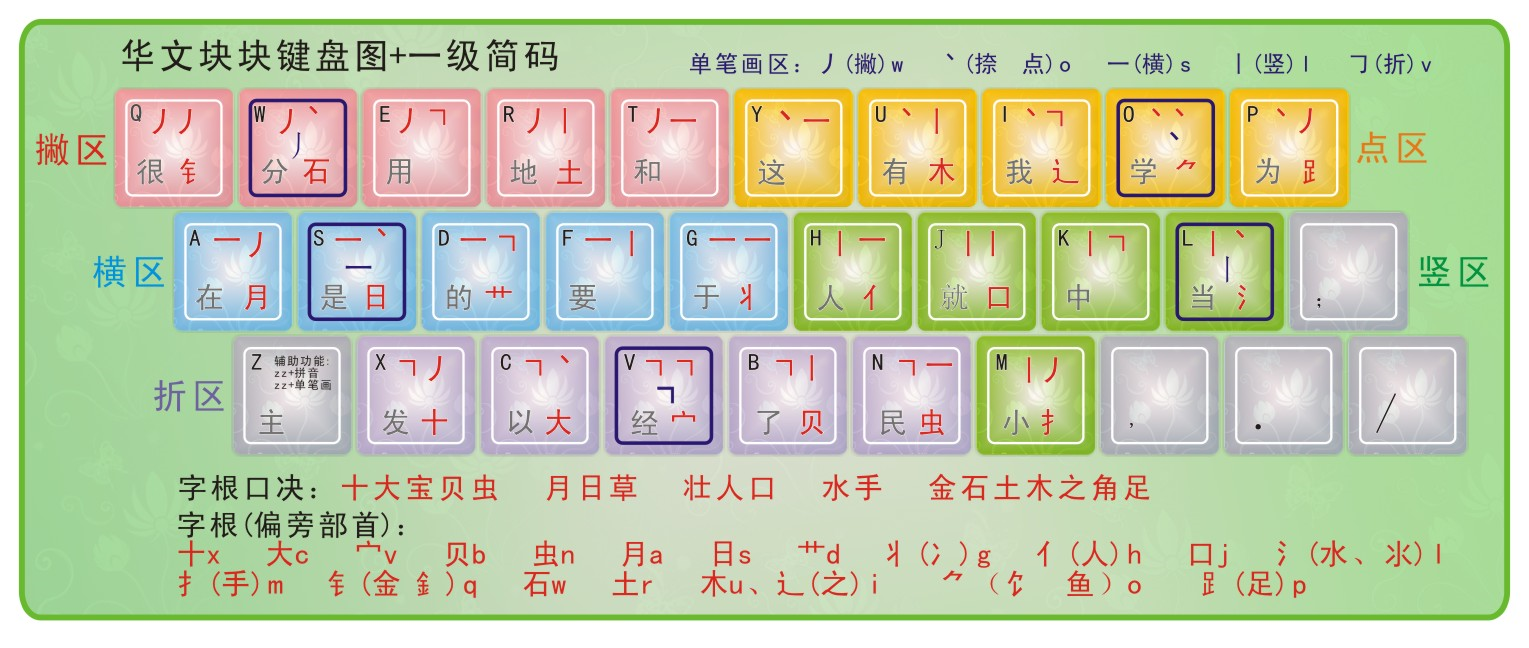 华文块块键盘图+一级简码
单笔画区：丿(撇)w 丶(捺 点)o 一(横)s 丨(竖)l 𠃌(折)v
撇区
Q 丿丿 很 钅
W 丿丶 丿 分 石
E 丿𠃍 用
R 丿丨 地 土
T 丿一 和
Y 丶一 这
U 丶丨 有 木
I 丶𠃍 我 辶
O 丶丶 丶 学 ⺈
P 丶丿 为 𧾷
点区
横区
A 一丿 在 月
S 一丶 一 是 日
D 一𠃍 的 艹
F 一丨 要
G 一一 于 丬
H 丨一 人 亻
J 丨丨 就 口
K 丨𠃍 中
L 丨丶 丨 当 氵
;
竖区
折区
Z 辅助功能:
zz+拼音
zz+单笔画
主
X 𠃍丿 发 十
C 𠃍丶 以 大
V 𠃍𠃍 𠃍 经 宀
B 𠃍丨 了 贝
N 𠃍一 民 虫
M 丨丿 小 扌
,
.
/
字根口决：十大宝贝虫 月日草 壮人口 水手 金石土木之角足
字根(偏旁部首)：
十x 大c 宀v 贝b 虫n 月a 日s 艹d 丬(冫)g 亻(人)h 口j 氵(水、氺)l
扌(手)m 钅(金 釒)q 石w 土r 木u、辶(之)i ⺈（饣 鱼）o 𧾷(足)p